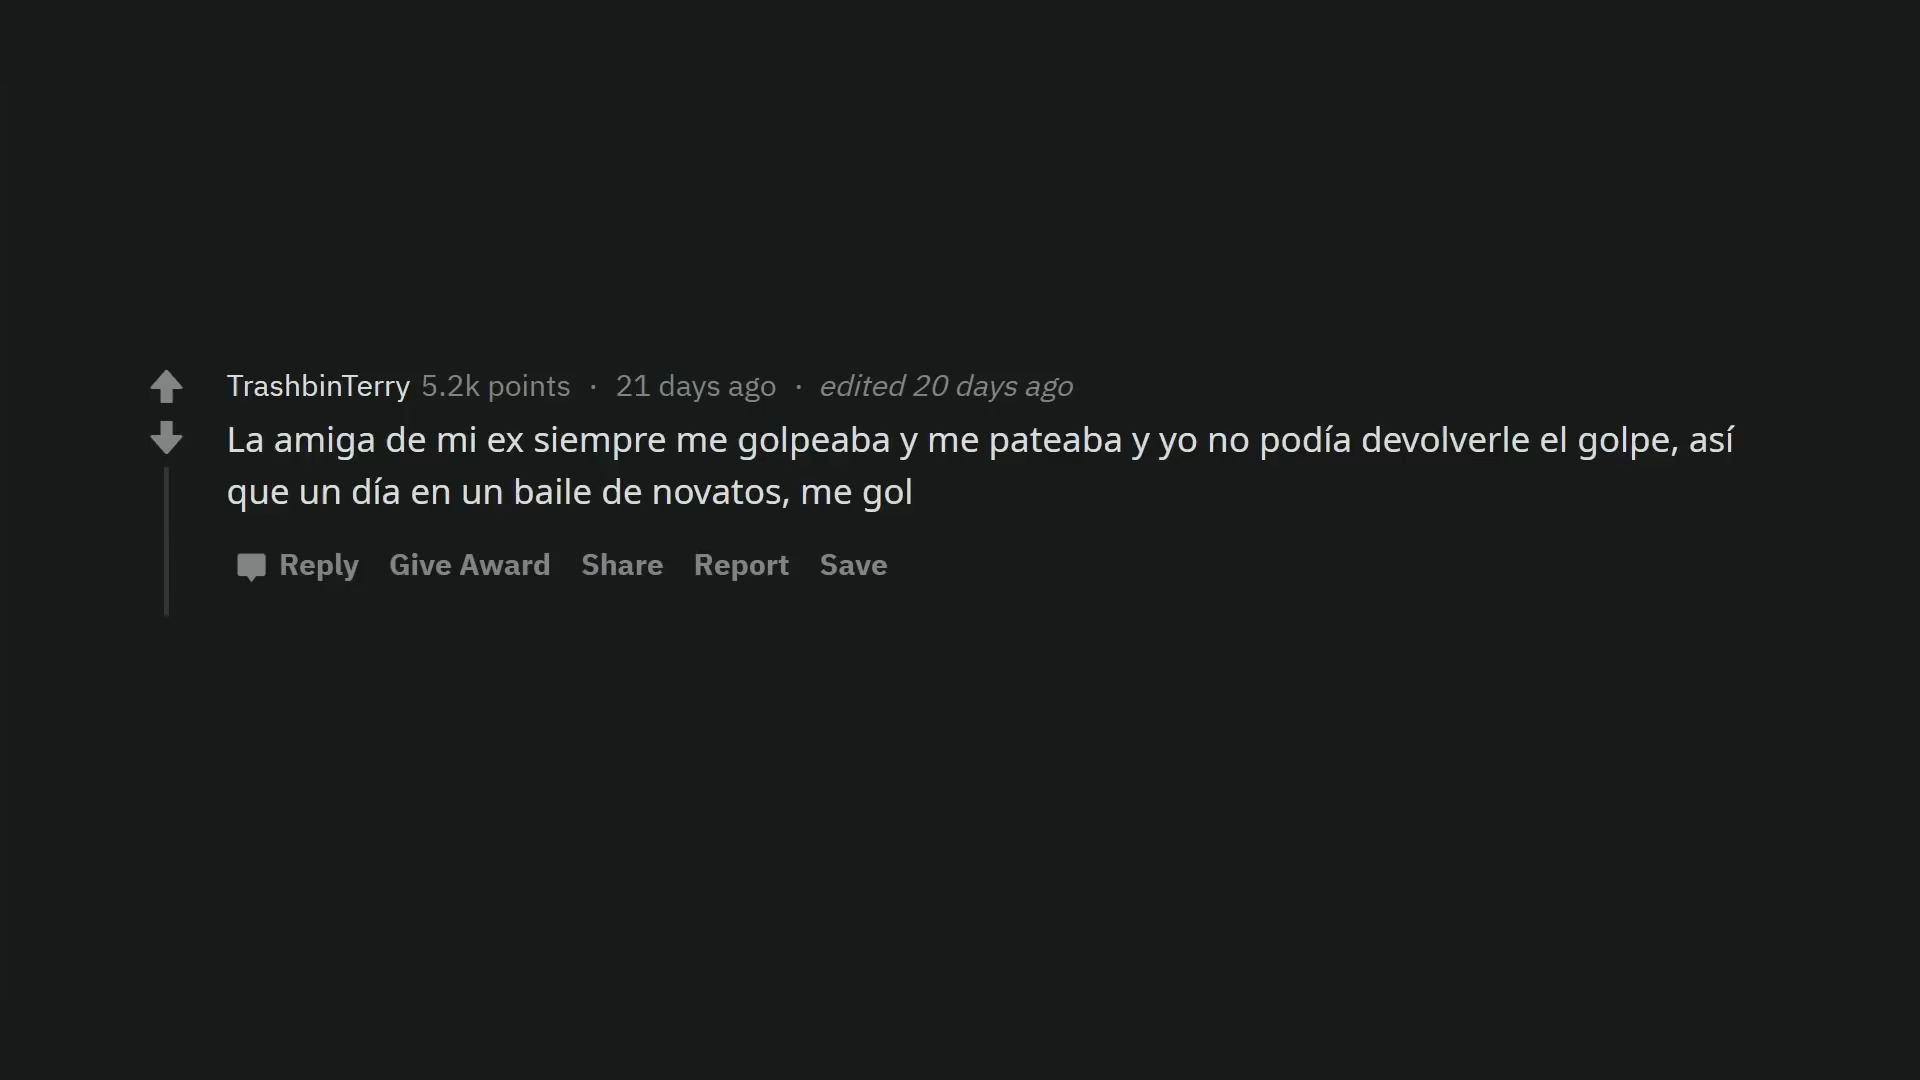 TrashbinTerry 5.2k points · 21 days ago · edited 20 days ago
La amiga de mi ex siempre me golpeaba y me pateaba y yo no podía devolverle el golpe, así
que un día en un baile de novatos, me gol
Reply Give Award Share Report Save